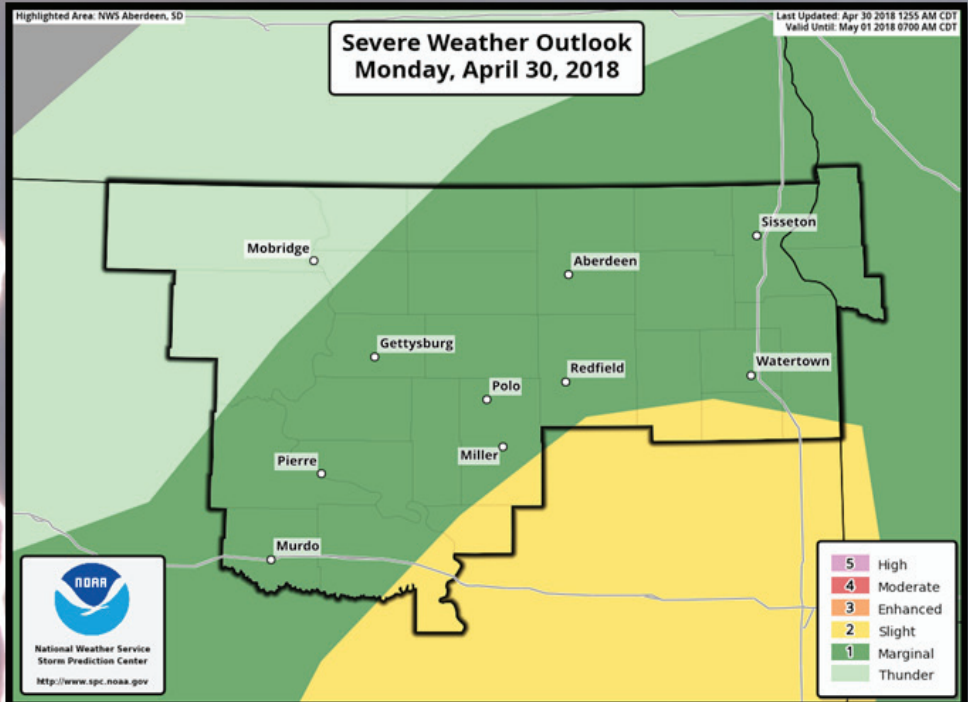 Highlighted Area: NWS Aberdeen, SD
Last Updated: Apr 30 2018 1255 AM CDT
Valid Until: May 01 2018 0700 AM CDT
Severe Weather Outlook
Monday, April 30, 2018
Sisseton
Mobridge
Aberdeen
Gettysburg
Watertown
Redfield
Polo
Miller
Pierre
Murdo
NOAA
National Weather Service
Storm Prediction Center
http://www.spc.noaa.gov
5 High
4 Moderate
3 Enhanced
2 Slight
1 Marginal
Thunder